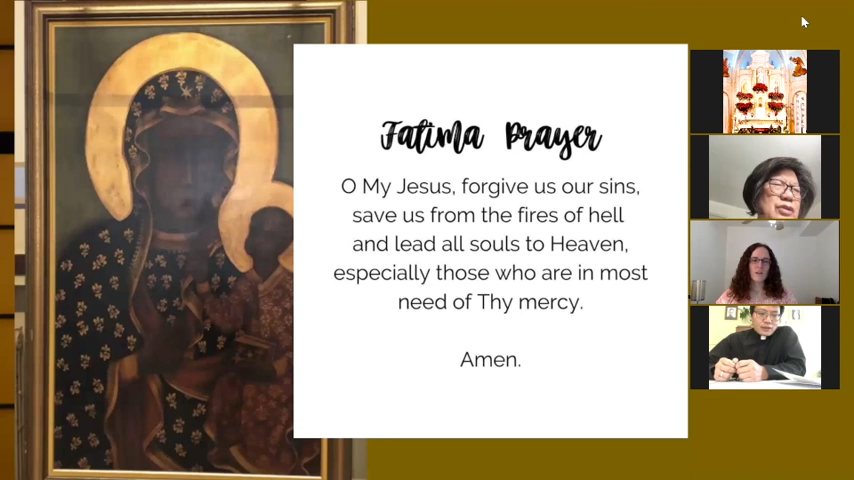 Fatima Prayer
O My Jesus, forgive us our sins,
save us from the fires of hell
and lead all souls to Heaven,
especially those who are in most
need of Thy mercy.
Amen.